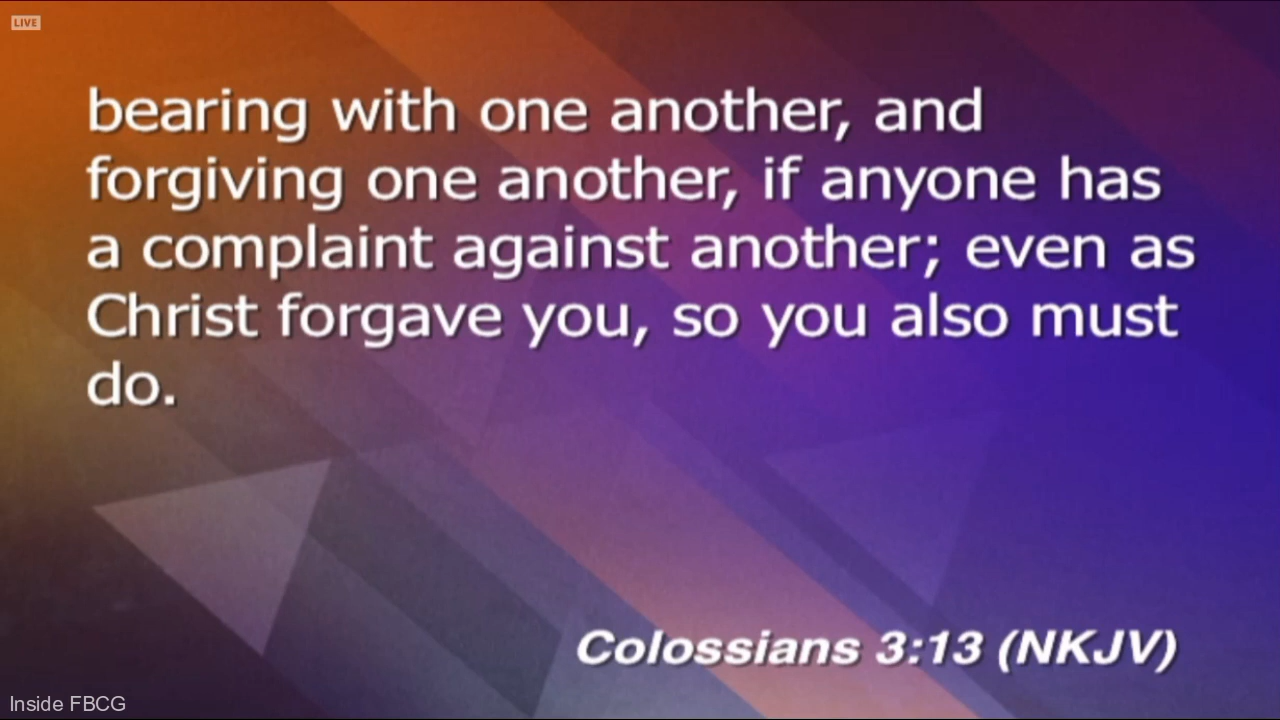 LIVE
bearing with one another, and
forgiving one another, if anyone has
a complaint against another; even as
Christ forgave you, so you also must
do.
Colossians 3:13 (NKJV)
Inside FBCG